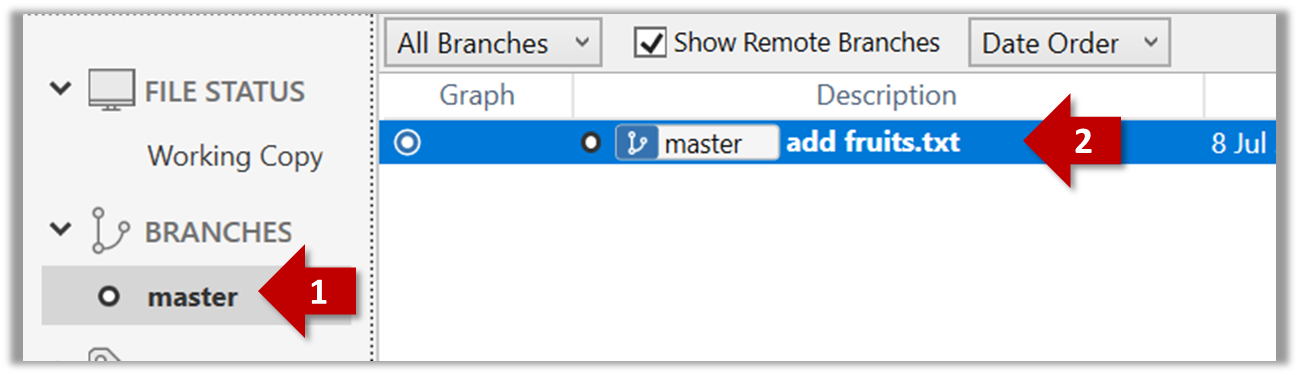 All Branches
Show Remote Branches
Date Order
FILE STATUS
Working Copy
BRANCHES
master
1
Graph
Description
master add fruits.txt
2
8 Jul